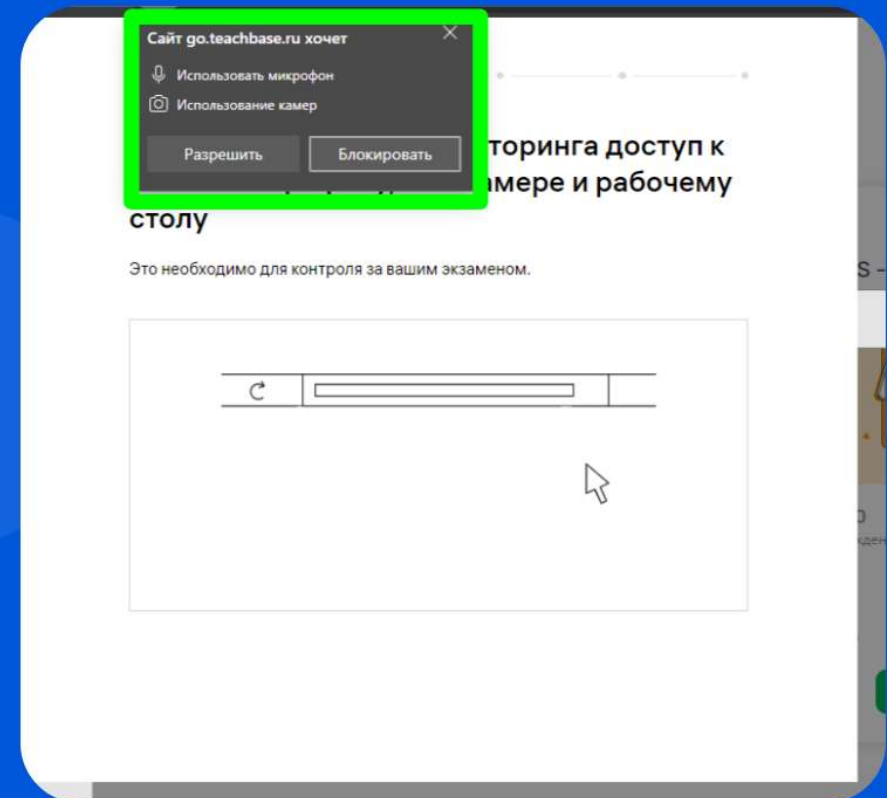 Сайт go.teachbase.ru хочет
Использовать микрофон
Использование камер
Разрешить Блокировать
торинга доступ к
мере и рабочему
столу
Это необходимо для контроля за вашим экзаменом.
S -